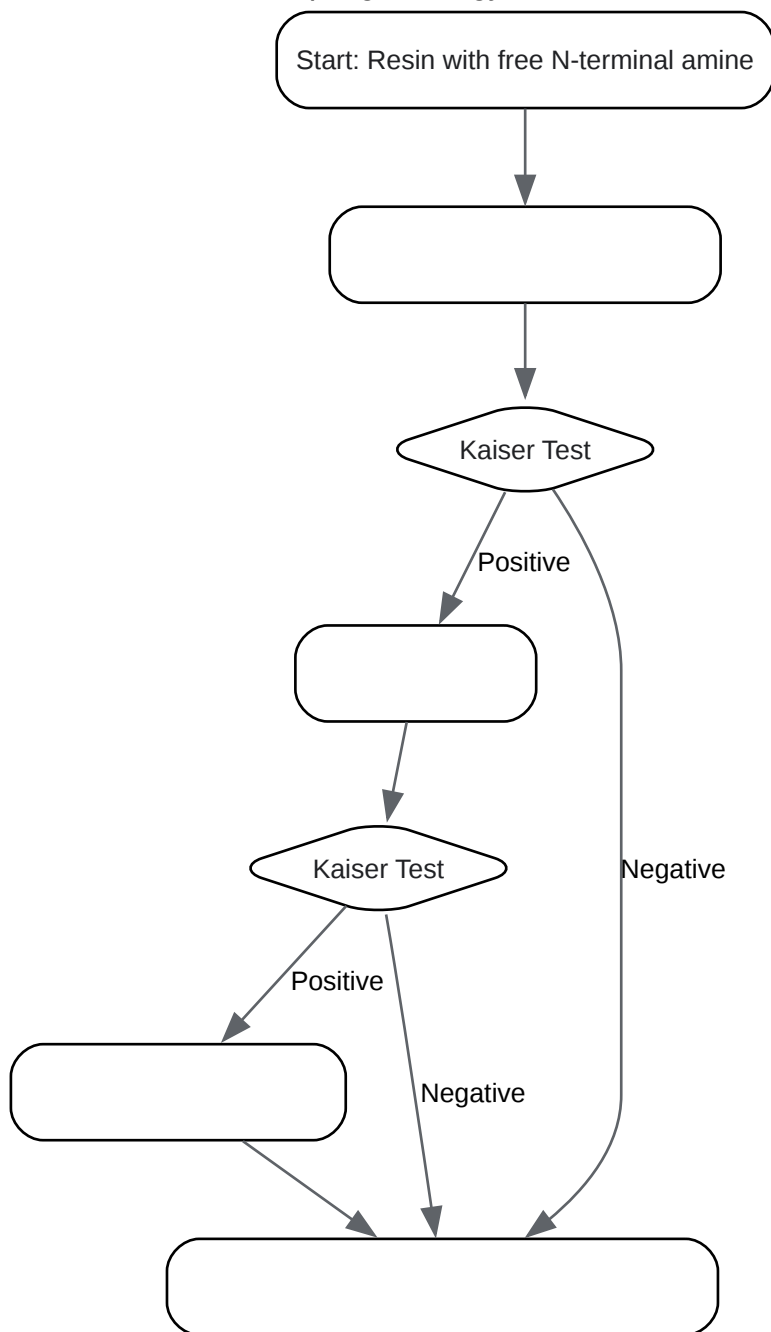 Start: Resin with free N-terminal amine
Kaiser Test
Positive
Kaiser Test
Negative
Positive
Negative